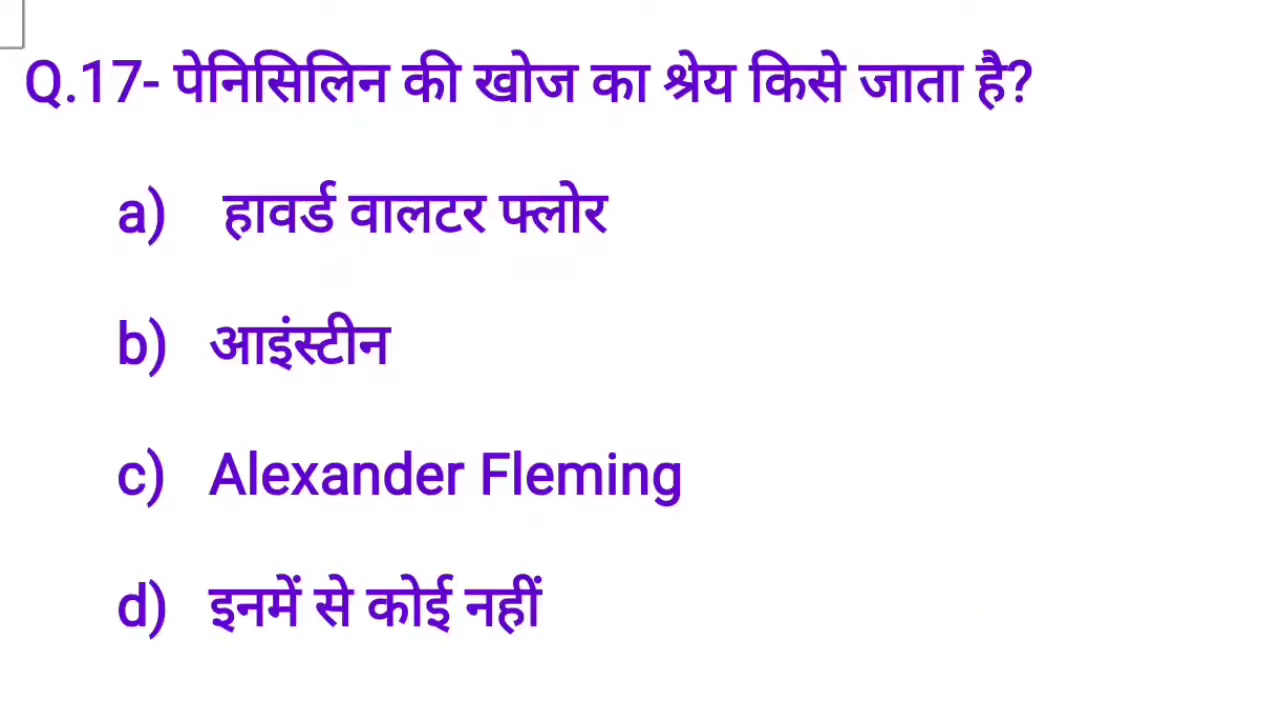 Q.17- पेनिसिलिन की खोज का श्रेय किसे जाता है?
a) हावर्ड वालटर फ्लोर
b) आइंस्टीन
c) Alexander Fleming
d) इनमें से कोई नहीं